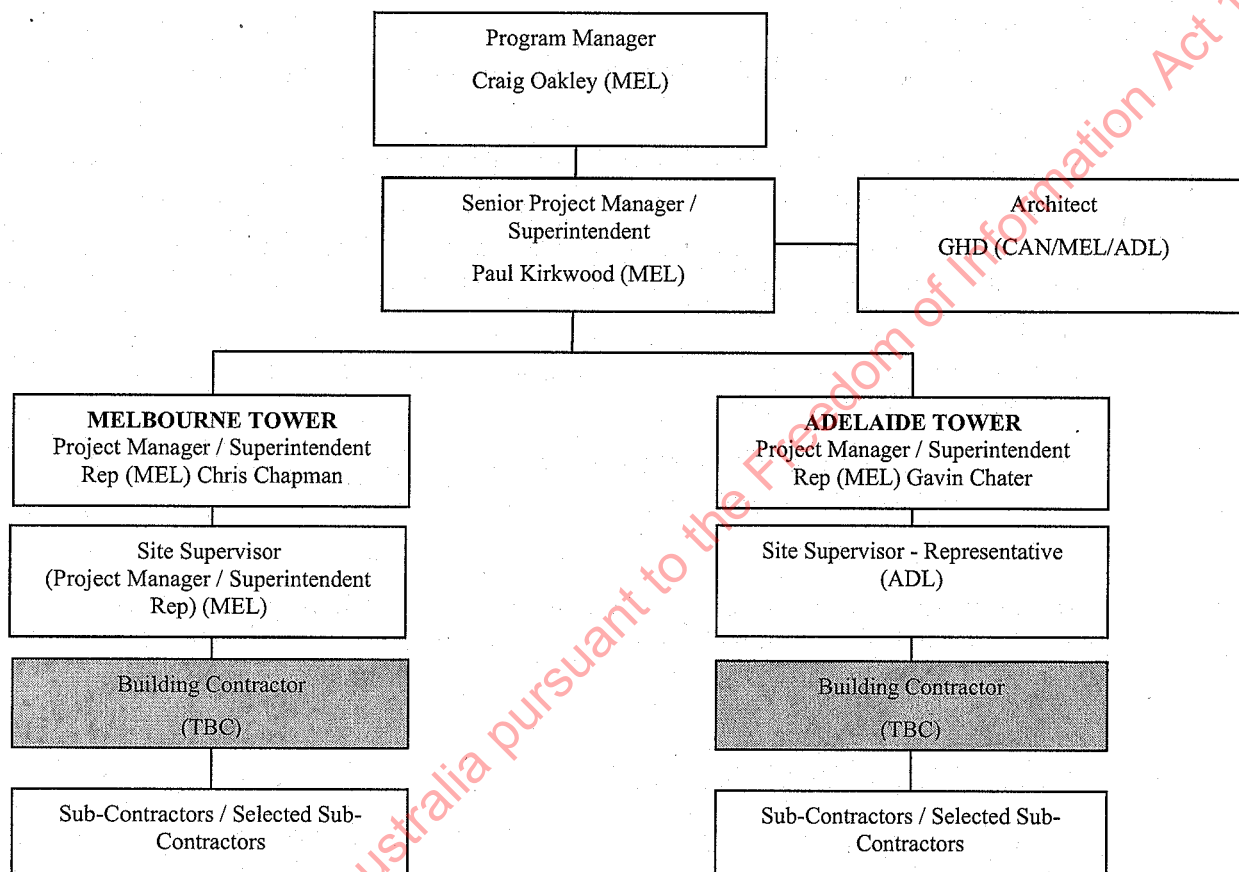 Program Manager
Craig Oakley (MEL)
Senior Project Manager /
Superintendent
Paul Kirkwood (MEL)
Architect
GHD (CAN/MEL/ADL)
MELBOURNE TOWER
Project Manager / Superintendent
Rep (MEL) Chris Chapman
ADELAIDE TOWER
Project Manager / Superintendent
Rep (MEL) Gavin Chater
Site Supervisor
(Project Manager / Superintendent
Rep) (MEL)
Site Supervisor - Representative
(ADL)
Building Contractor
(TBC)
Building Contractor
(TBC)
Sub-Contractors / Selected Sub-
Contractors
Sub-Contractors / Selected Sub-
Contractors
pursuant to the Freedom of Information Act